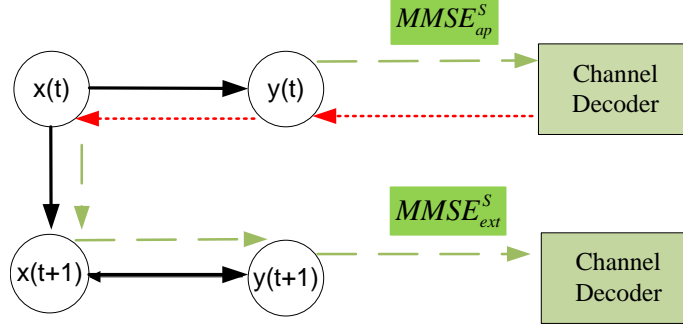 MMSE^S_ap
x(t)
y(t)
Channel
Decoder
MMSE^S_ext
x(t+1)
y(t+1)
Channel
Decoder